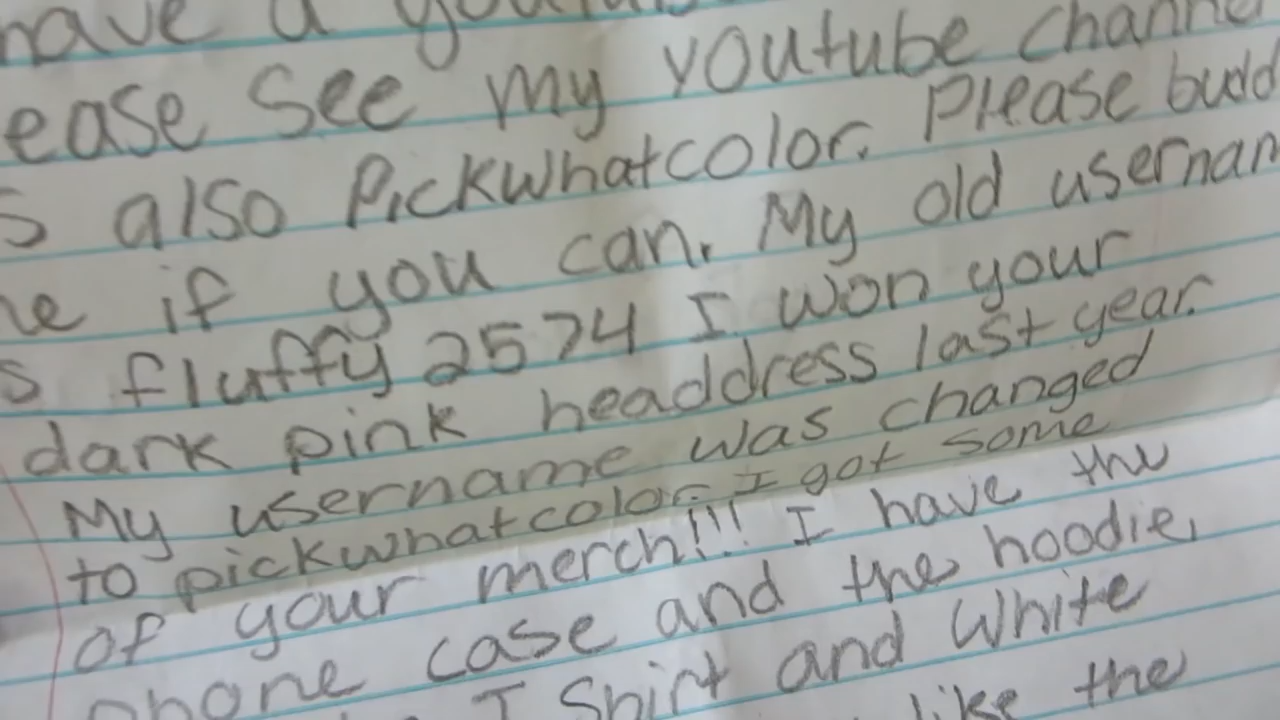 have a
ease see my youtube chann
s also Pickwhatcolor. Please budd
e if you can. My old usernam
s fluffy 2574 I won your
dark pink headdress last year.
My username was changed
to pickwhatcolor. I got some
of your merch!!! I have the
phone case and the hoodie,
T Shirt and White
like the